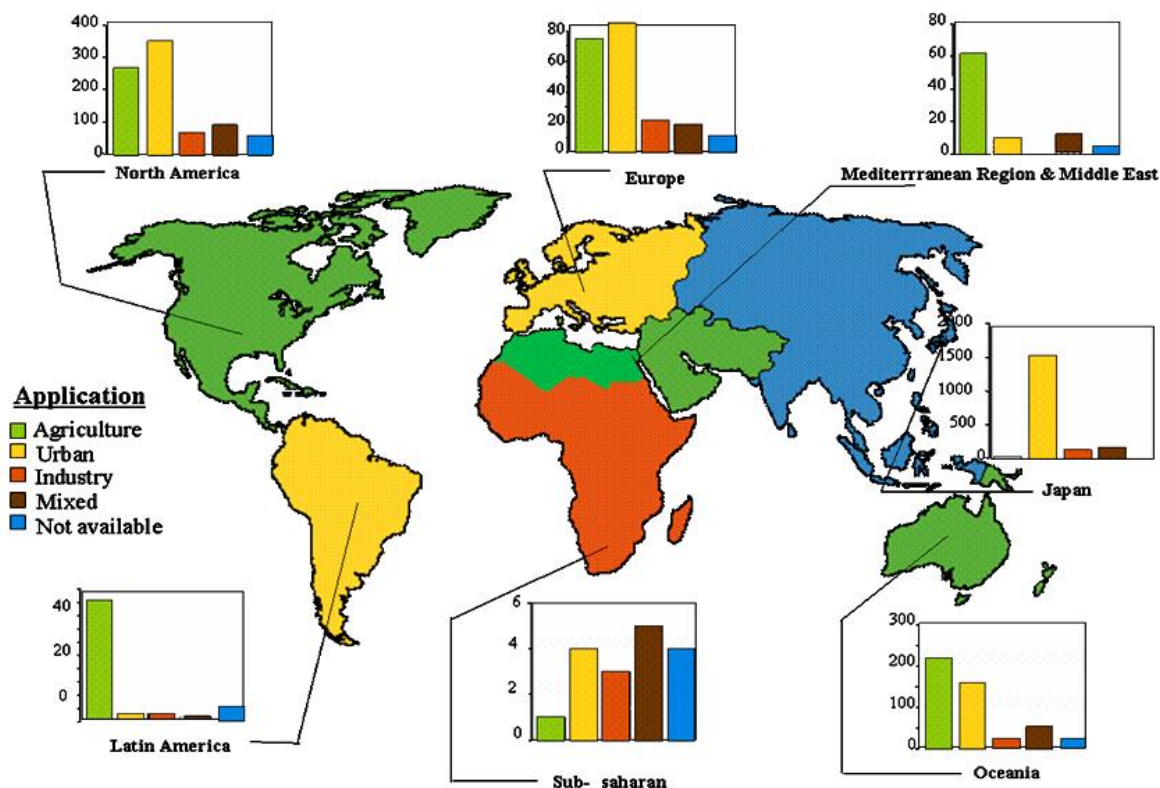 400
300
200
100
0
North America
80
60
40
20
0
Europe
80
60
40
20
0
Mediterrranean Region & Middle East
2000
1500
1000
500
0
Japan
Application
Agriculture
Urban
Industry
Mixed
Not available
40
20
0
Latin America
6
4
2
0
Sub- saharan
300
200
100
0
Oceania